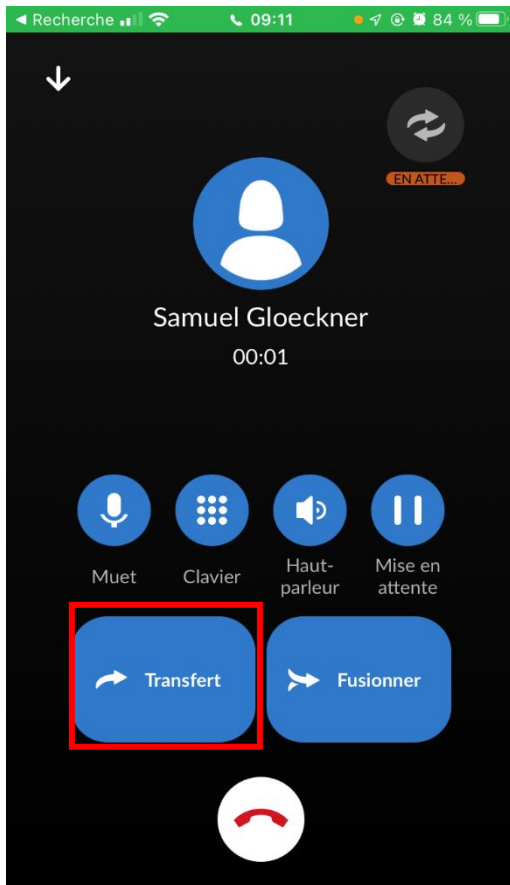 ◀ Recherche 09:11 84 %
EN ATTE...
Samuel Gloeckner
00:01
Muet Clavier Haut-parleur Mise en attente
Transfert Fusionner